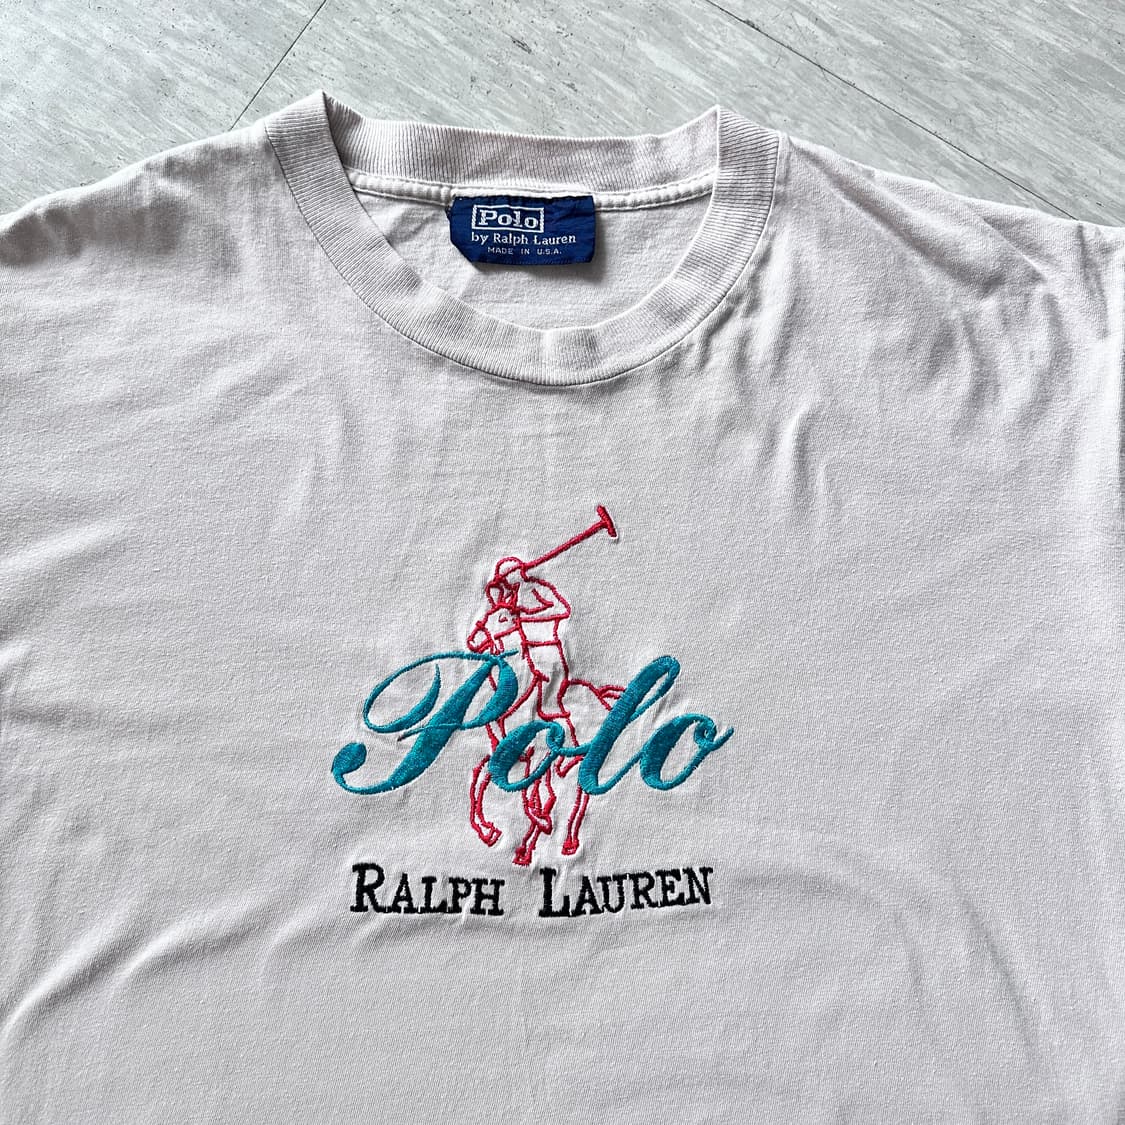 Polo
by Ralph Lauren
MADE IN U.S.A.
Polo
RALPH LAUREN